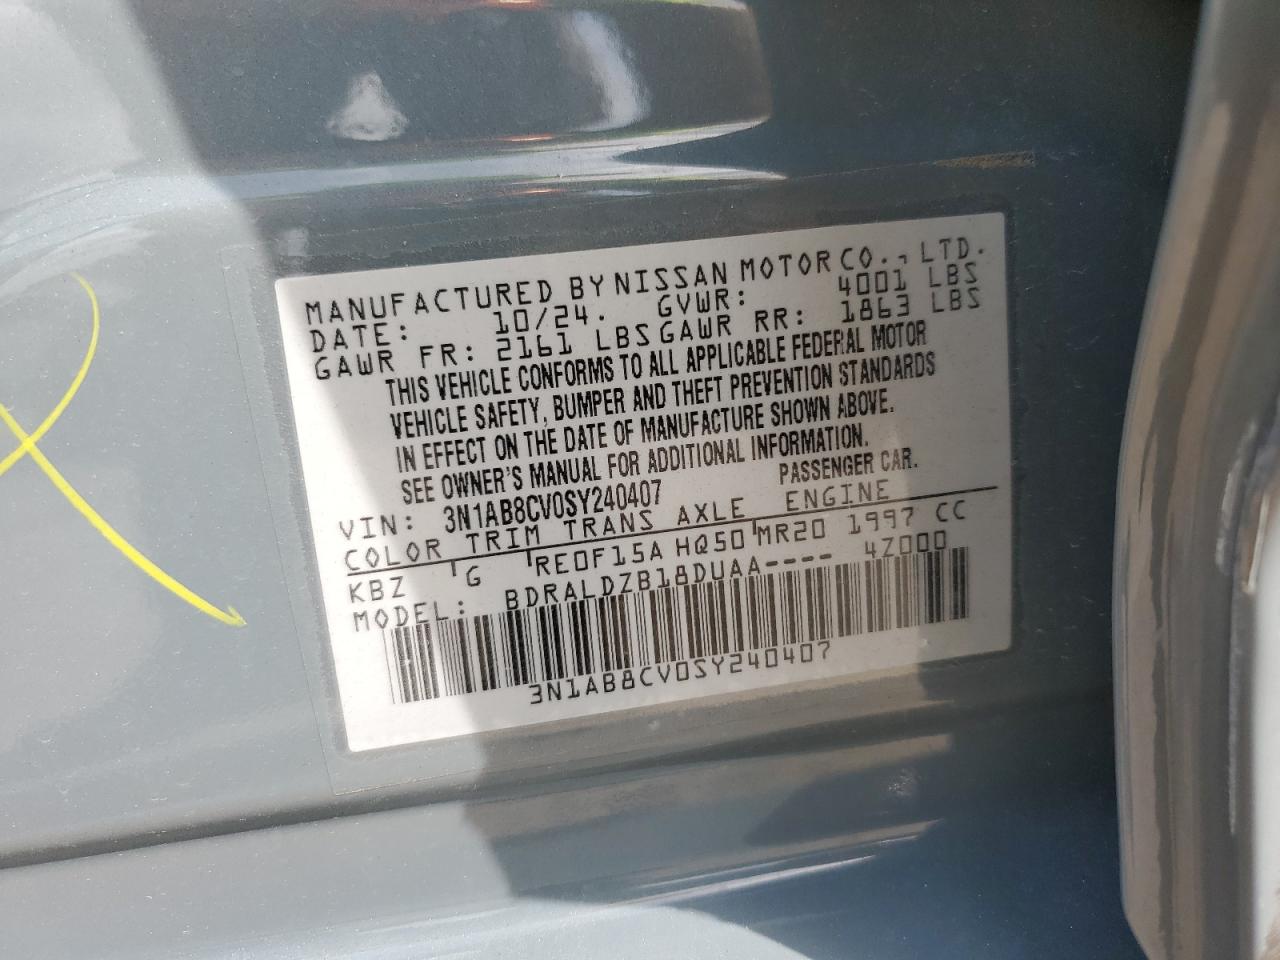 MANUFACTURED BY NISSAN MOTOR CO., LTD.
DATE: 10/24. GVWR: 4001 LBS
GAWR FR: 2161 LBS GAWR RR: 1863 LBS
THIS VEHICLE CONFORMS TO ALL APPLICABLE FEDERAL MOTOR
VEHICLE SAFETY, BUMPER AND THEFT PREVENTION STANDARDS
IN EFFECT ON THE DATE OF MANUFACTURE SHOWN ABOVE.
SEE OWNER'S MANUAL FOR ADDITIONAL INFORMATION.
VIN: 3N1AB8CV0SY240407 PASSENGER CAR.
COLOR TRIM TRANS AXLE ENGINE
KBZ G RE0F15A HQ50 MR20 1997 CC
MODEL: BDRALDZB18DUAA---- 4Z000
3N1AB8CV0SY240407